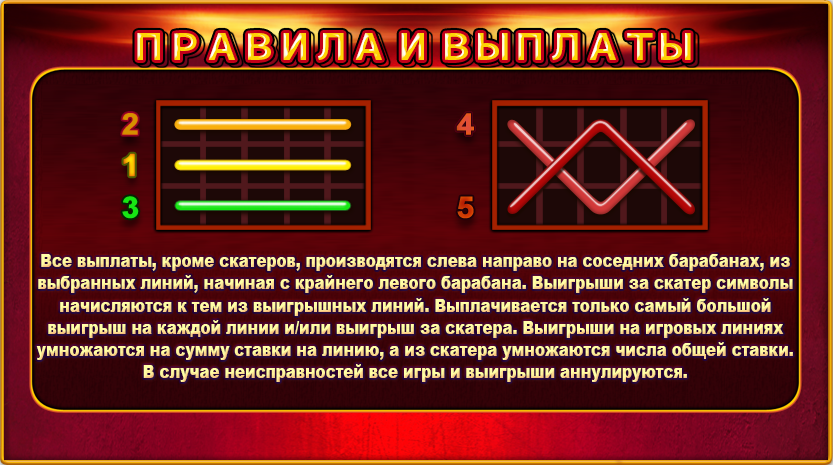 ПРАВИЛА И ВЫПЛАТЫ
2
1
3
4
5
Все выплаты, кроме скатеров, производятся слева направо на соседних барабанах, из
выбранных линий, начиная с крайнего левого барабана. Выигрыши за скатер символы
начисляются к тем из выигрышных линий. Выплачивается только самый большой
выигрыш на каждой линии и/или выигрыш за скатера. Выигрыши на игровых линиях
умножаются на сумму ставки на линию, а из скатера умножаются числа общей ставки.
В случае неисправностей все игры и выигрыши аннулируются.